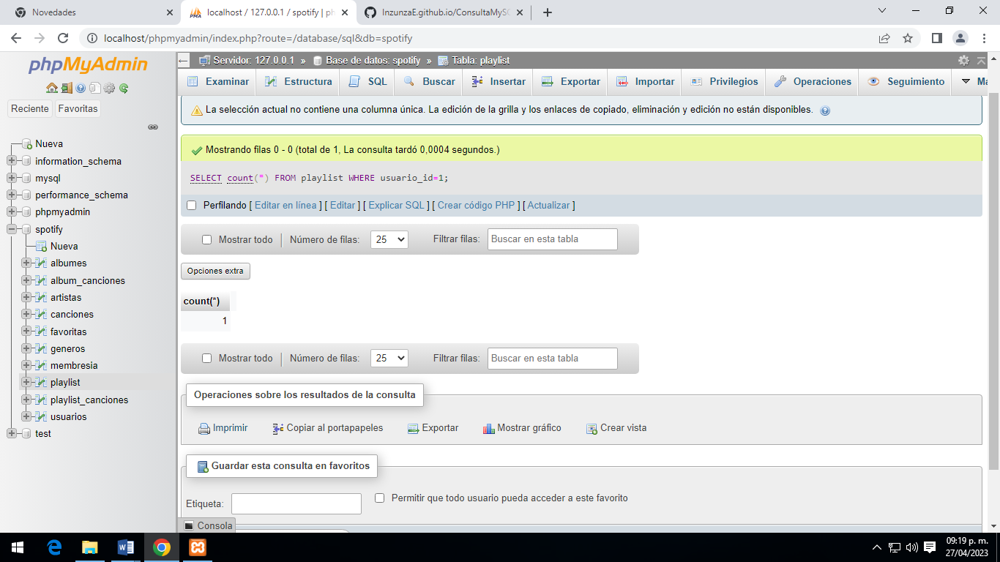 Novedades
localhost / 127.0.0.1 / spotify | ph
InzunzaE.github.io/ConsultaMySQ
localhost/phpmyadmin/index.php?route=/database/sql&db=spotify
phpMyAdmin
Reciente
Favoritas
Nueva
information_schema
mysql
performance_schema
phpmyadmin
spotify
Nueva
albumes
album_canciones
artistas
canciones
favoritas
generos
membresia
playlist
playlist_canciones
usuarios
test
Servidor: 127.0.0.1 » Base de datos: spotify » Tabla: playlist
Examinar Estructura SQL Buscar Insertar Exportar Importar Privilegios Operaciones Seguimiento Má
La selección actual no contiene una columna única. La edición de la grilla y los enlaces de copiado, eliminación y edición no están disponibles.
Mostrando filas 0 - 0 (total de 1, La consulta tardó 0,0004 segundos.)
SELECT count(*) FROM playlist WHERE usuario_id=1;
Perfilando [ Editar en línea ] [ Editar ] [ Explicar SQL ] [ Crear código PHP ] [ Actualizar ]
Mostrar todo | Número de filas: 25 Filtrar filas: Buscar en esta tabla
Opciones extra
count(*)
1
Mostrar todo | Número de filas: 25 Filtrar filas: Buscar en esta tabla
Operaciones sobre los resultados de la consulta
Imprimir Copiar al portapapeles Exportar Mostrar gráfico Crear vista
Guardar esta consulta en favoritos
Etiqueta: Permitir que todo usuario pueda acceder a este favorito
Consola
09:19 p. m.
27/04/2023